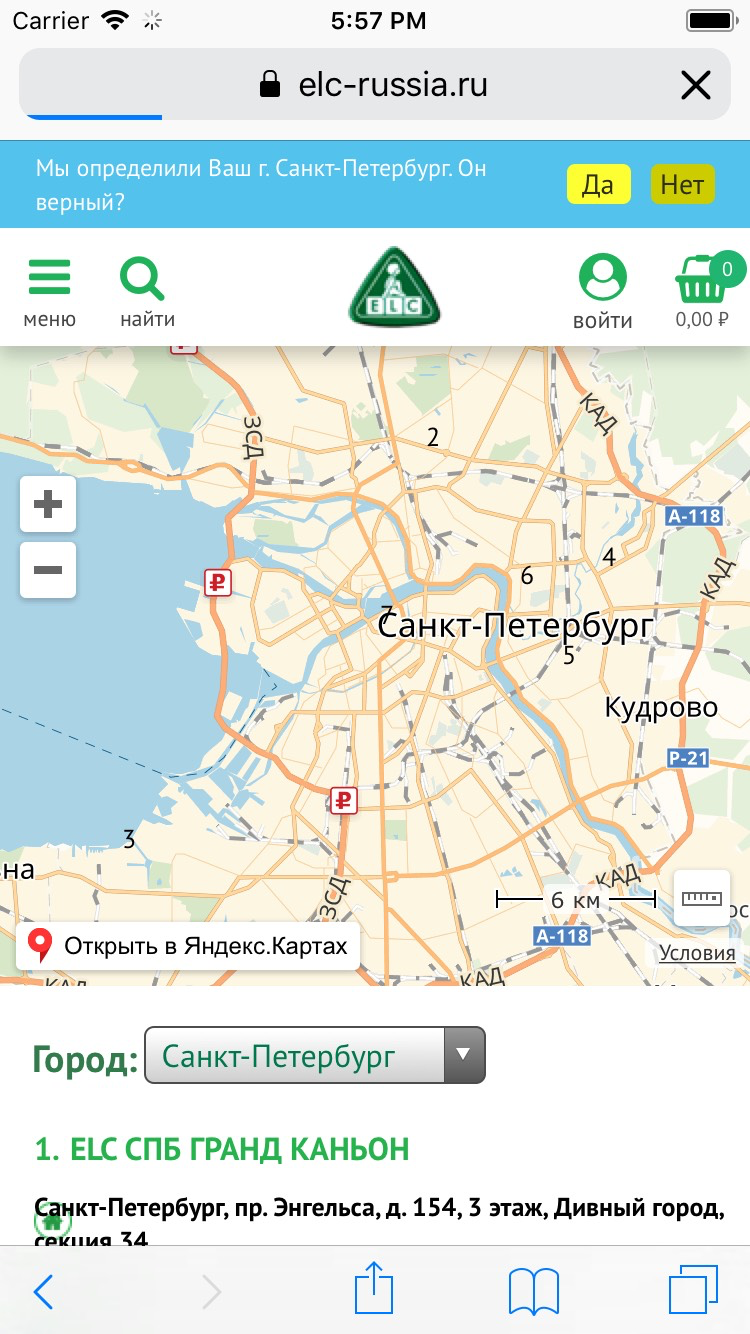 Carrier 5:57 PM
elc-russia.ru
Мы определили Ваш г. Санкт-Петербург. Он
верный?
Да Нет
меню найти ELC войти 0 0,00 ₽
ЗСД
2
КАД
А-118
КАД
4
6
₽
7
Санкт-Петербург
5
Кудрово
Р-21
₽
3
на
КАД
ЗСД
6 км
ос
А-118
Открыть в Яндекс.Картах
Условия
КАД
КАД
Город: Санкт-Петербург
1. ELC СПБ ГРАНД КАНЬОН
Санкт-Петербург, пр. Энгельса, д. 154, 3 этаж, Дивный город,
секция 34